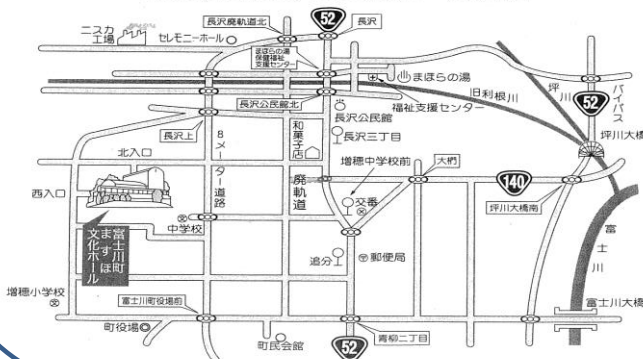 52
長沢廃軌道北
長沢
ニスカ
工場
セレモニーホール
まほらの湯
保健福祉
支援センター
まほらの湯
福祉支援センター
旧利根川
坪川
バイパス
52
坪川大橋
長沢公民館北
長沢公民館
長沢上
8メーター道路
和菓子店
長沢三丁目
北入口
増穂中学校前
大椚
廃軌道
140
西入口
交番
坪川大橋南
中学校
富士川町
ますほ
文化ホール
追分
郵便局
富士川
増穂小学校
富士川町役場前
富士川大橋
町役場
町民会館
青柳二丁目
52